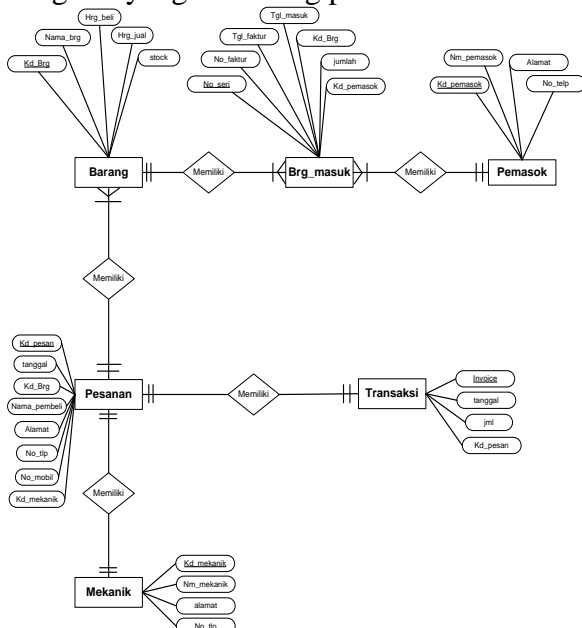 Hrg_beli
Nama_brg
Hrg_jual
Kd_Brg
stock
Tgl_masuk
Tgl_faktur
Kd_Brg
No_faktur
jumlah
No_seri
Kd_pemasok
Nm_pemasok
Alamat
Kd_pemasok
No_telp
Barang
Memiliki
Brg_masuk
Memiliki
Pemasok
Memiliki
Kd_pesan
tanggal
Kd_Brg
Nama_pembeli
Alamat
No_tlp
No_mobil
Kd_mekanik
Pesanan
Memiliki
Transaksi
Invoice
tanggal
jml
Kd_pesan
Memiliki
Mekanik
Kd_mekanik
Nm_mekanik
alamat
No_tlp